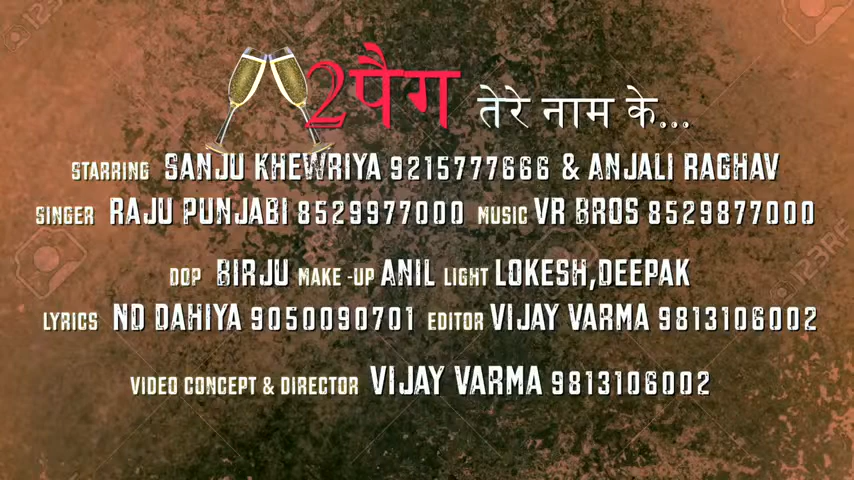 2पैग तेरे नाम के...
STARRING SANJU KHEWRIYA 9215777666 & ANJALI RAGHAV
SINGER RAJU PUNJABI 8529977000 MUSIC VR BROS 8529877000
DOP BIRJU MAKE -UP ANIL LIGHT LOKESH,DEEPAK
LYRICS ND DAHIYA 9050090701 EDITOR VIJAY VARMA 9813106002
VIDEO CONCEPT & DIRECTOR VIJAY VARMA 9813106002
123RF